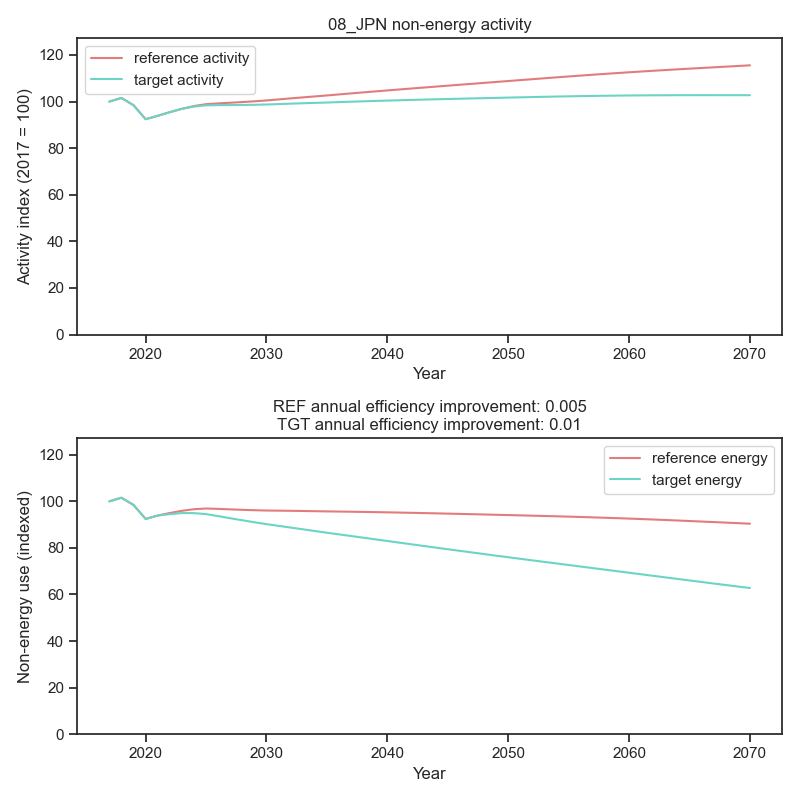 08_JPN non-energy activity
reference activity
target activity
Activity index (2017 = 100)
120
100
80
60
40
20
0
2020 2030 2040 2050 2060 2070
Year
REF annual efficiency improvement: 0.005
TGT annual efficiency improvement: 0.01
reference energy
target energy
Non-energy use (indexed)
120
100
80
60
40
20
0
2020 2030 2040 2050 2060 2070
Year